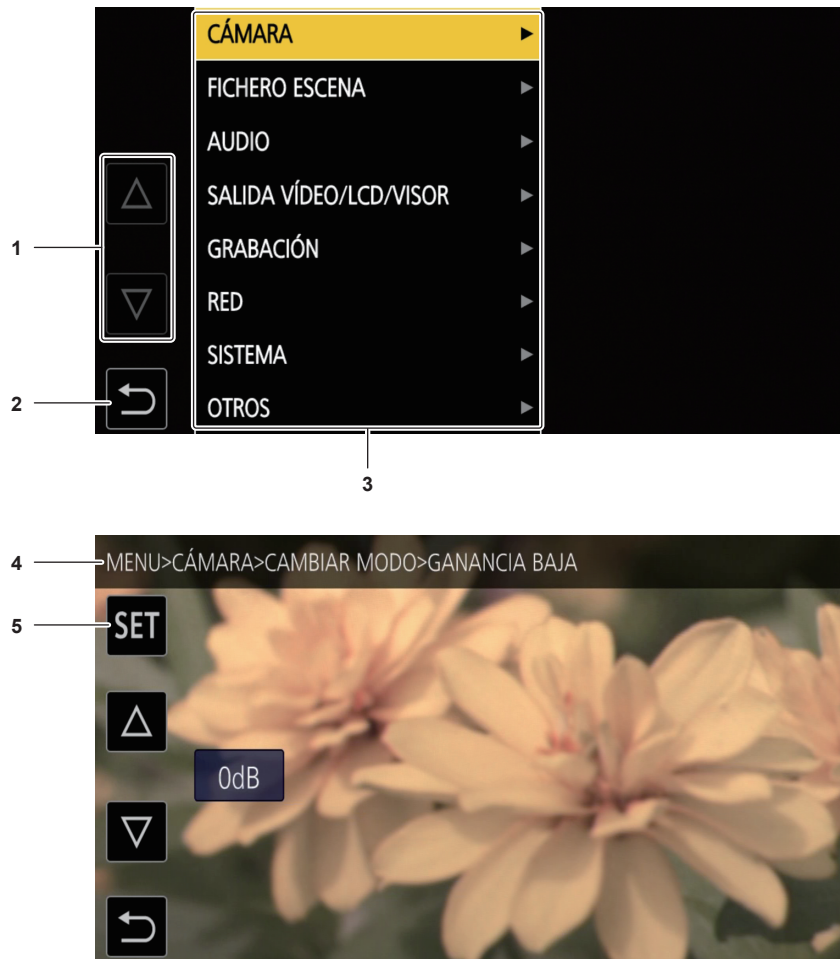 CÁMARA
FICHERO ESCENA
AUDIO
SALIDA VÍDEO/LCD/VISOR
1
GRABACIÓN
RED
SISTEMA
2
OTROS
3
4
MENU>CÁMARA>CAMBIAR MODO>GANANCIA BAJA
5
SET
0dB